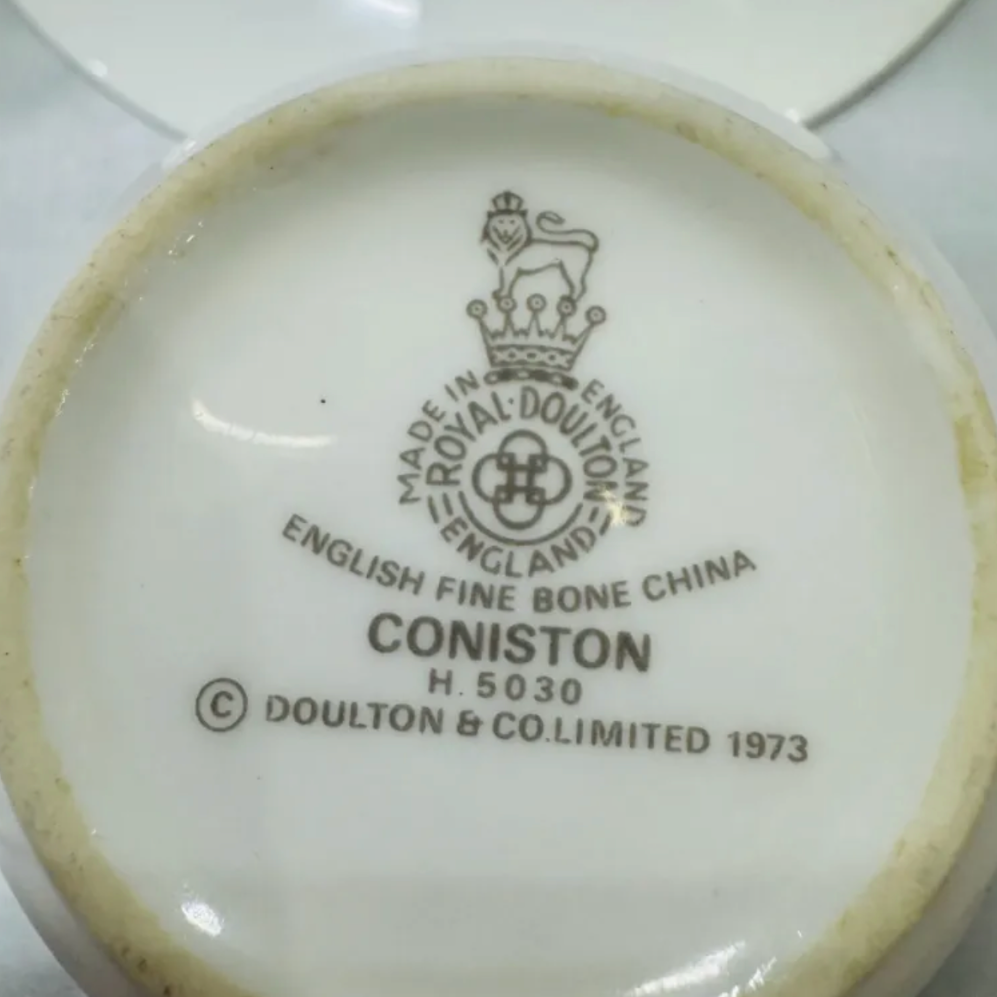 MADE IN ENGLAND
ROYAL·DOULTON
ENGLAND
ENGLISH FINE BONE CHINA
CONISTON
H. 5030
© DOULTON & CO.LIMITED 1973